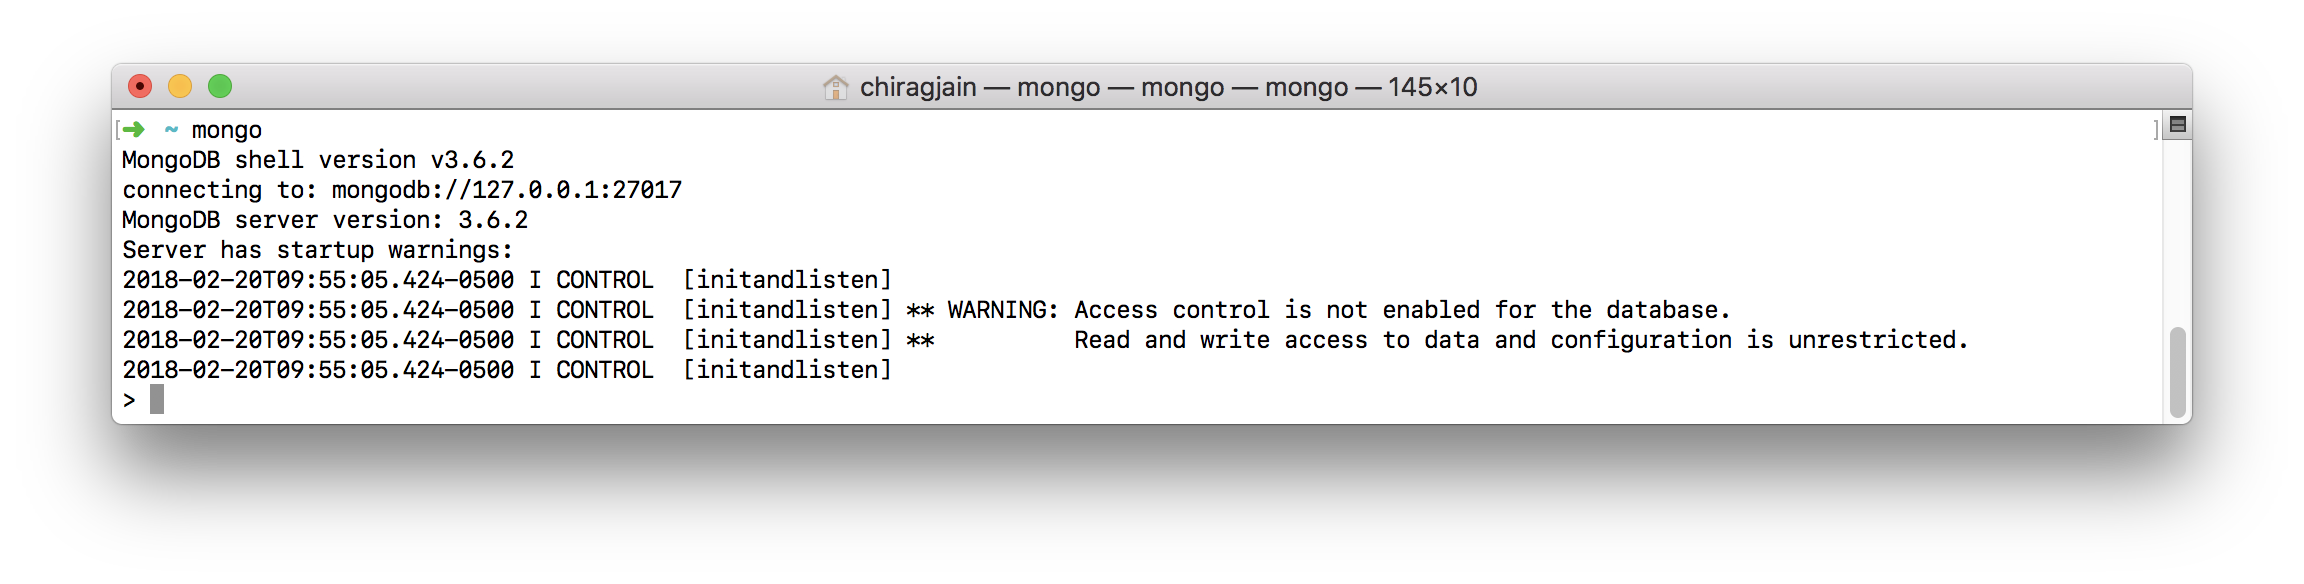 chiragjain — mongo — mongo — mongo — 145×10
[➜  ~ mongo ]
MongoDB shell version v3.6.2
connecting to: mongodb://127.0.0.1:27017
MongoDB server version: 3.6.2
Server has startup warnings:
2018-02-20T09:55:05.424-0500 I CONTROL  [initandlisten]
2018-02-20T09:55:05.424-0500 I CONTROL  [initandlisten] ** WARNING: Access control is not enabled for the database.
2018-02-20T09:55:05.424-0500 I CONTROL  [initandlisten] **          Read and write access to data and configuration is unrestricted.
2018-02-20T09:55:05.424-0500 I CONTROL  [initandlisten]
>